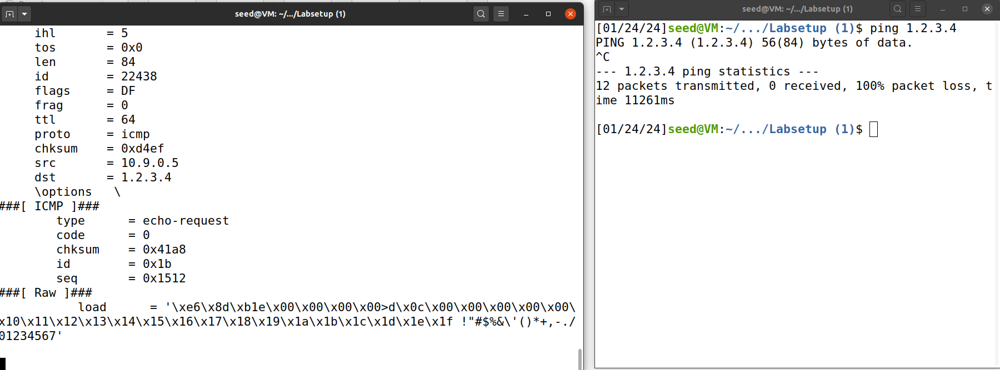 seed@VM: ~/.../Labsetup (1)
ihl = 5
tos = 0x0
len = 84
id = 22438
flags = DF
frag = 0
ttl = 64
proto = icmp
chksum = 0xd4ef
src = 10.9.0.5
dst = 1.2.3.4
\options \
###[ ICMP ]###
type = echo-request
code = 0
chksum = 0x41a8
id = 0x1b
seq = 0x1512
###[ Raw ]###
load = '\xe6\x8d\xb1e\x00\x00\x00\x00>d\x0c\x00\x00\x00\x00\x00\
x10\x11\x12\x13\x14\x15\x16\x17\x18\x19\x1a\x1b\x1c\x1d\x1e\x1f !"#$%&\'()*+,-./
01234567'
seed@VM: ~/.../Labsetup (1)
[01/24/24]seed@VM:~/.../Labsetup (1)$ ping 1.2.3.4
PING 1.2.3.4 (1.2.3.4) 56(84) bytes of data.
^C
--- 1.2.3.4 ping statistics ---
12 packets transmitted, 0 received, 100% packet loss, t
ime 11261ms
[01/24/24]seed@VM:~/.../Labsetup (1)$